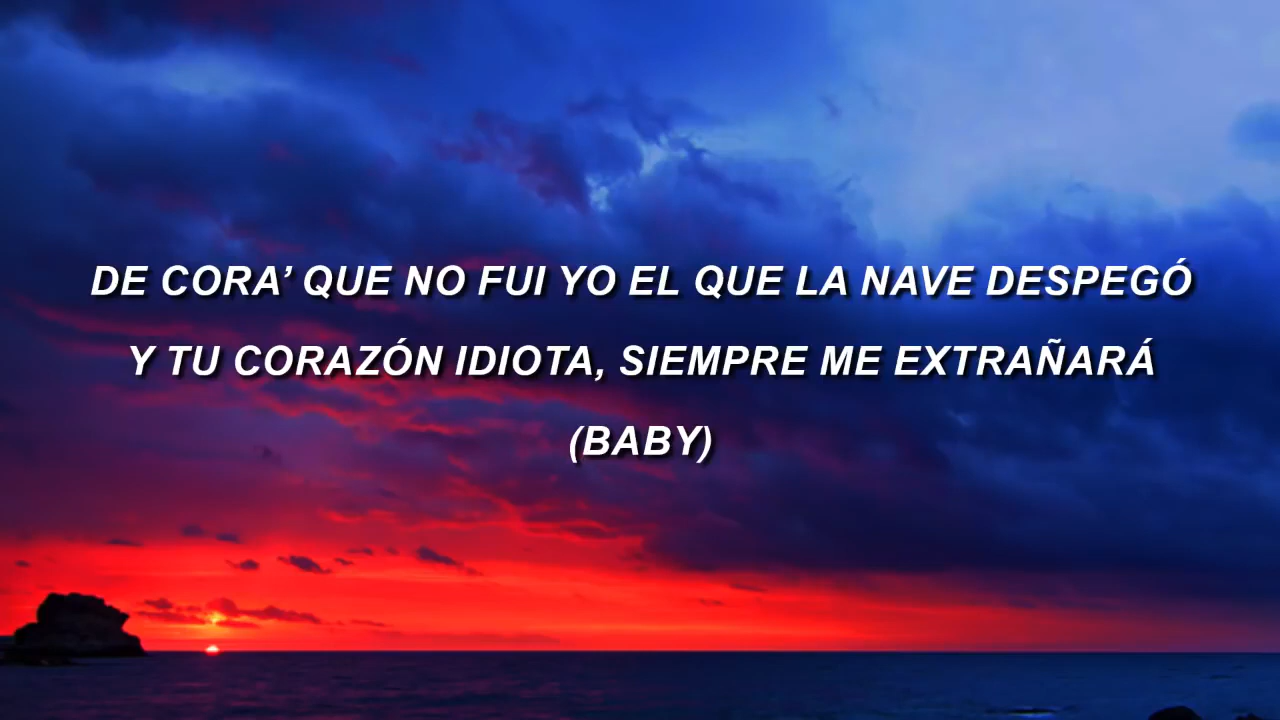 DE CORA’ QUE NO FUI YO EL QUE LA NAVE DESPEGÓ
Y TU CORAZÓN IDIOTA, SIEMPRE ME EXTRAÑARÁ
(BABY)